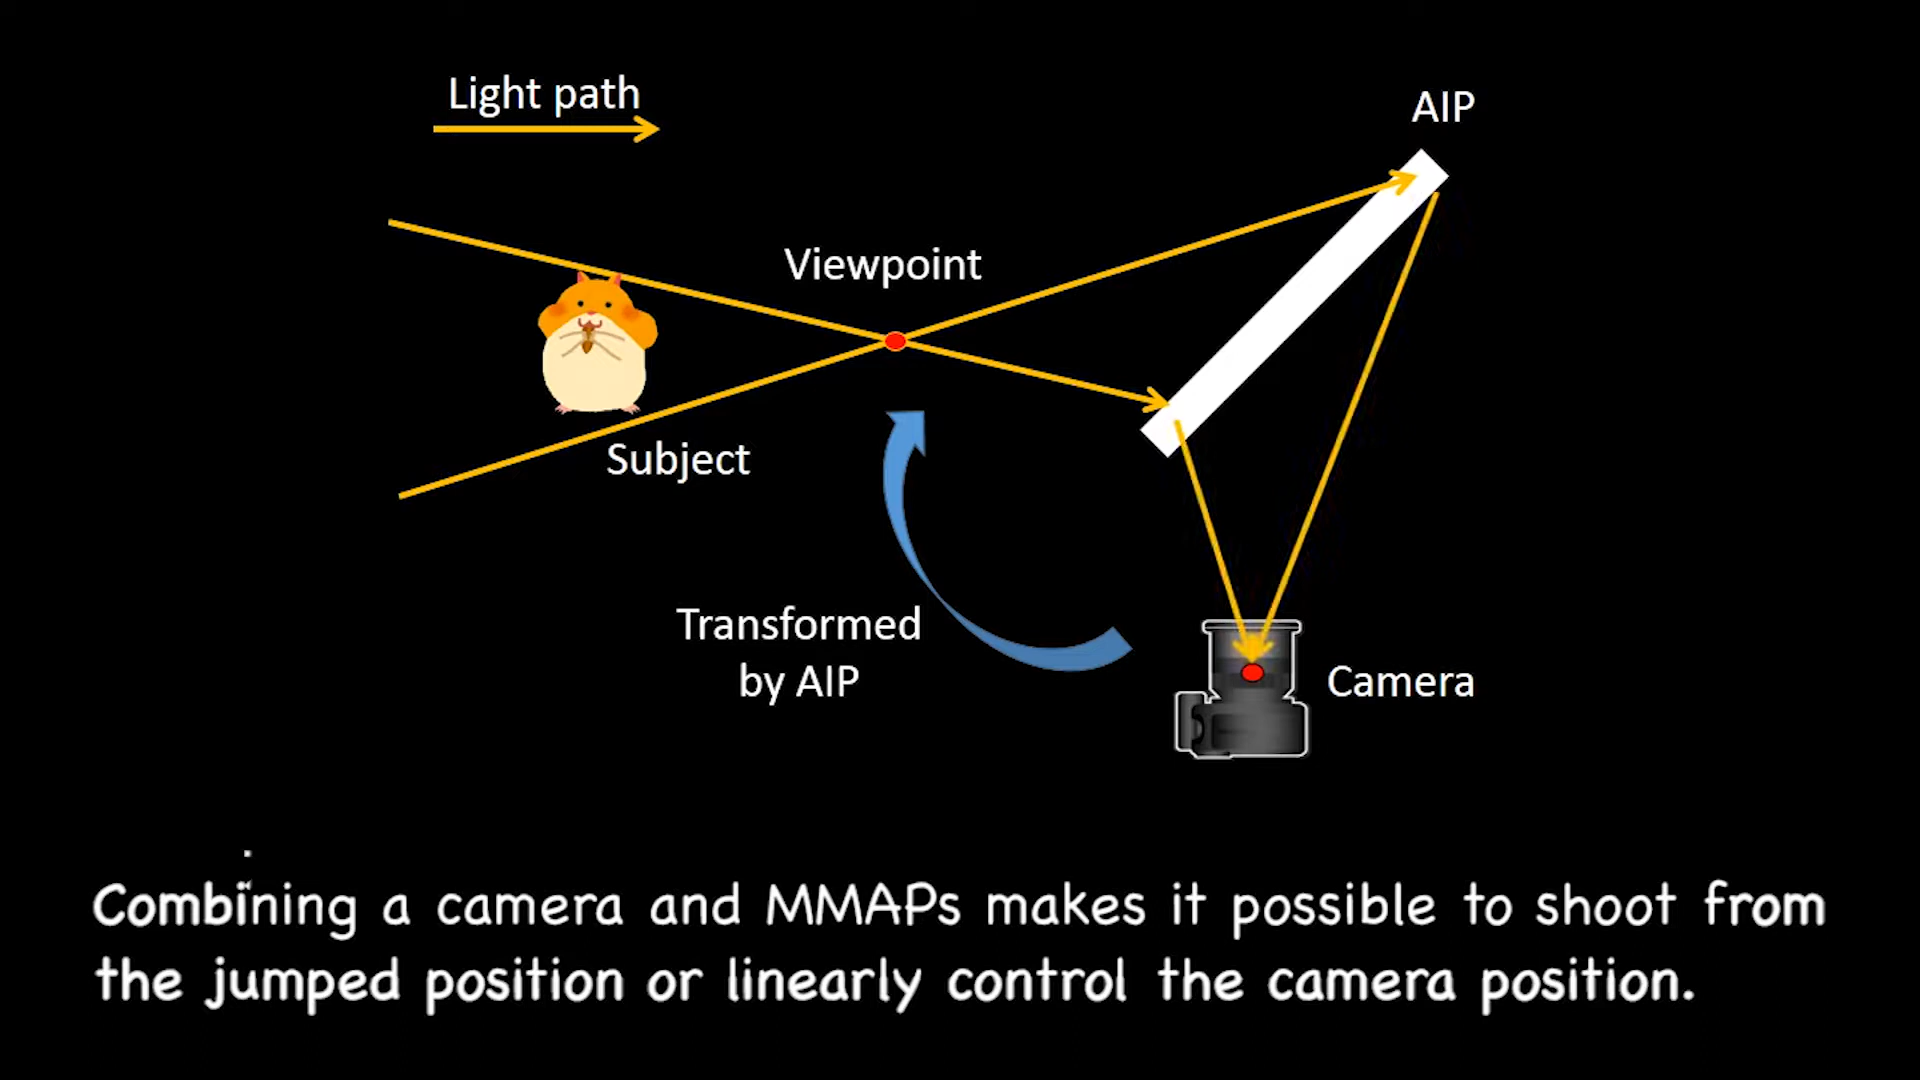 Light path
AIP
Viewpoint
Subject
Transformed
by AIP
Camera
Combining a camera and MMAPs makes it possible to shoot from
the jumped position or linearly control the camera position.